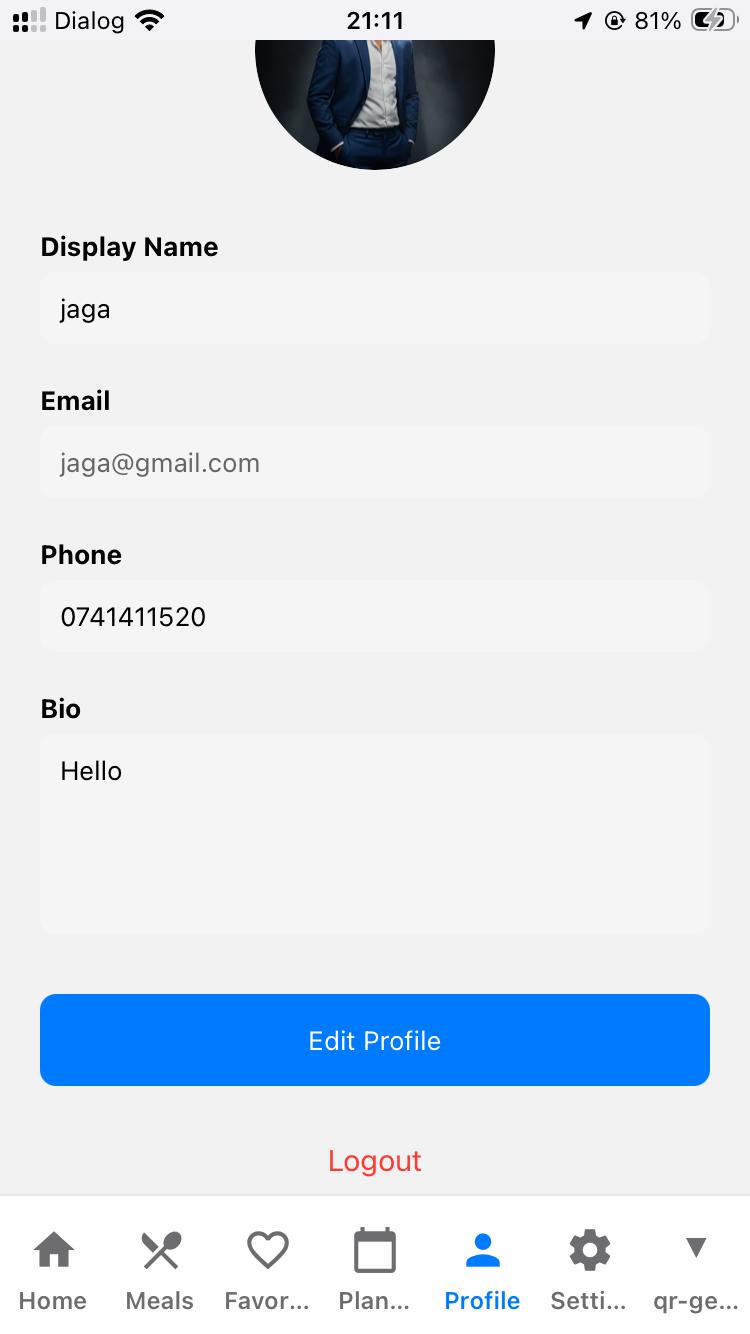 Dialog 21:11 81%
Display Name
jaga
Email
jaga@gmail.com
Phone
0741411520
Bio
Hello
Edit Profile
Logout
Home Meals Favor... Plan... Profile Setti... qr-ge...